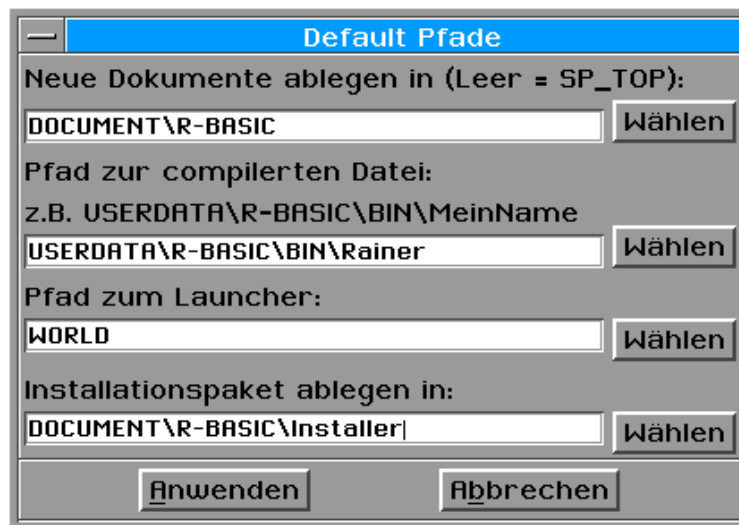 Default Pfade
Neue Dokumente ablegen in (Leer = SP_TOP):
DOCUMENT\R-BASIC
Wählen
Pfad zur compilerten Datei:
z.B. USERDATA\R-BASIC\BIN\MeinName
USERDATA\R-BASIC\BIN\Rainer
Wählen
Pfad zum Launcher:
WORLD
Wählen
Installationspaket ablegen in:
DOCUMENT\R-BASIC\Installer
Wählen
Anwenden Abbrechen